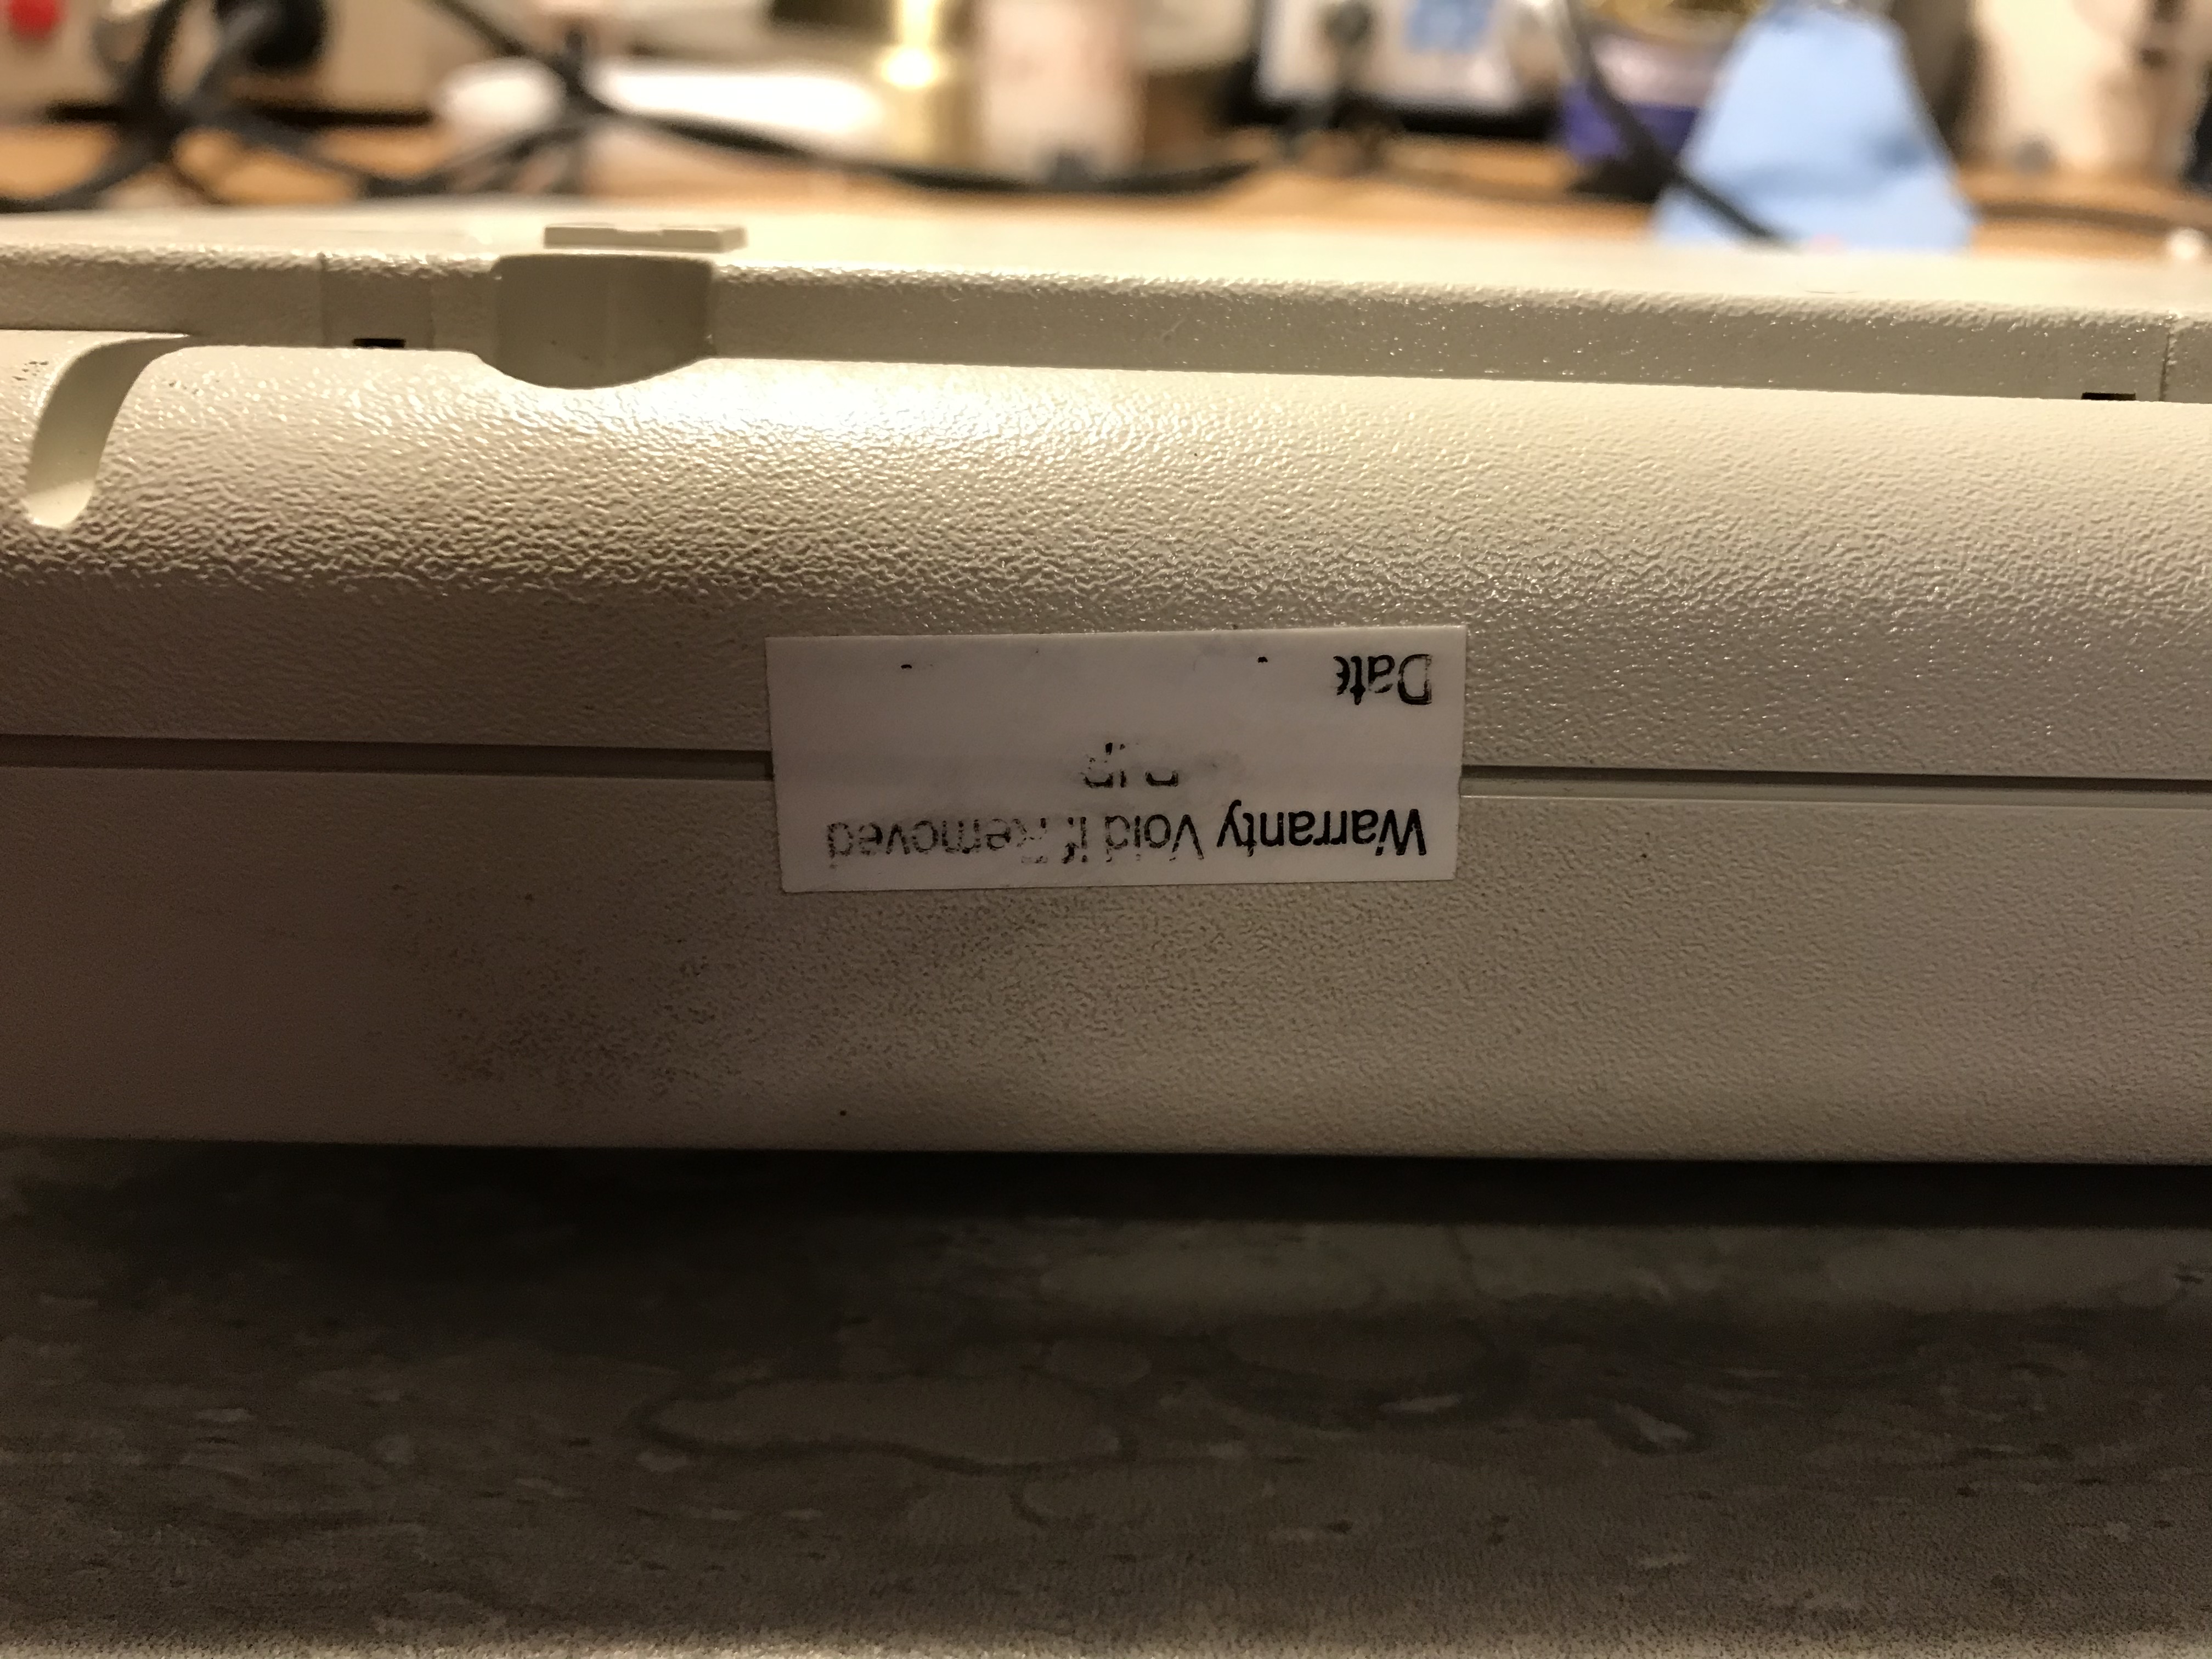 Warranty Void if Removed
Date